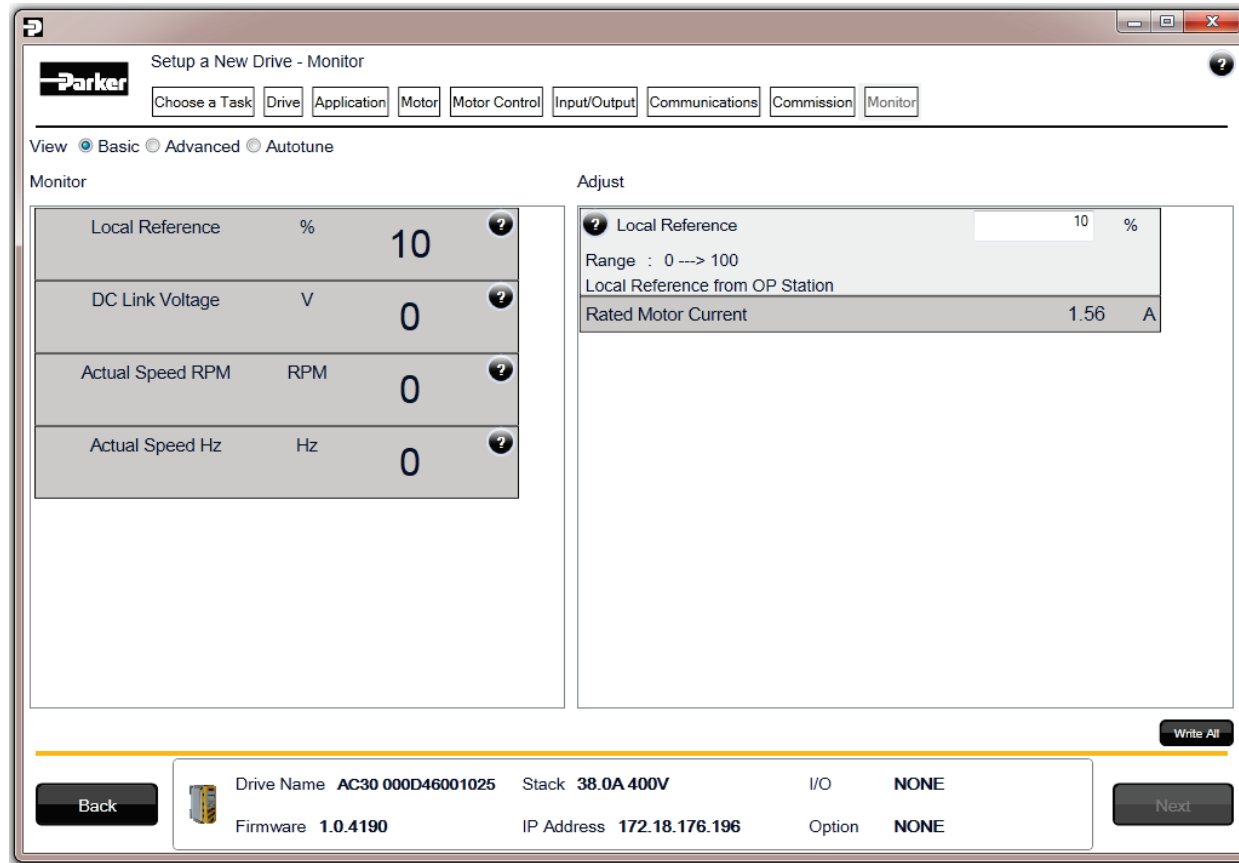 Setup a New Drive - Monitor
?
Parker
Choose a Task Drive Application Motor Motor Control Input/Output Communications Commission Monitor
View Basic Advanced Autotune
Monitor
Local Reference % 10 ?
DC Link Voltage V 0 ?
Actual Speed RPM RPM 0 ?
Actual Speed Hz Hz 0 ?
Adjust
? Local Reference 10 %
Range : 0 ---> 100
Local Reference from OP Station
Rated Motor Current 1.56 A
Write All
Back
Drive Name AC30 000D46001025 Stack 38.0A 400V I/O NONE
Firmware 1.0.4190 IP Address 172.18.176.196 Option NONE
Next